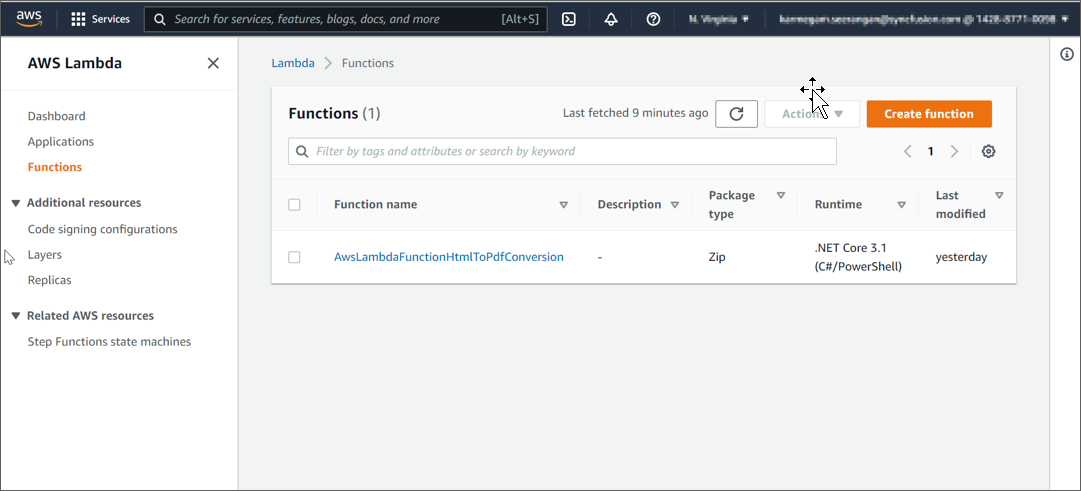 aws
Services
Search for services, features, blogs, docs, and more [Alt+S]
N. Virginia
AWS Lambda
Lambda
Functions
Dashboard
Applications
Functions
Additional resources
Code signing configurations
Layers
Replicas
Related AWS resources
Step Functions state machines
Functions (1)
Last fetched 9 minutes ago
Create function
Filter by tags and attributes or search by keyword
1
Function name
Description
Package type
Runtime
Last modified
AwsLambdaFunctionHtmlToPdfConversion
-
Zip
.NET Core 3.1
(C#/PowerShell)
yesterday